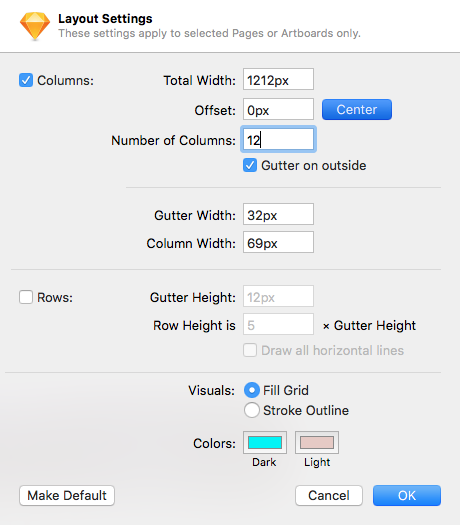 Layout Settings
These settings apply to selected Pages or Artboards only.
Columns: Total Width: 1212px
Offset: 0px Center
Number of Columns: 12
Gutter on outside
Gutter Width: 32px
Column Width: 69px
Rows: Gutter Height: 12px
Row Height is 5 × Gutter Height
Draw all horizontal lines
Visuals: Fill Grid
Stroke Outline
Colors:
Dark Light
Make Default Cancel OK